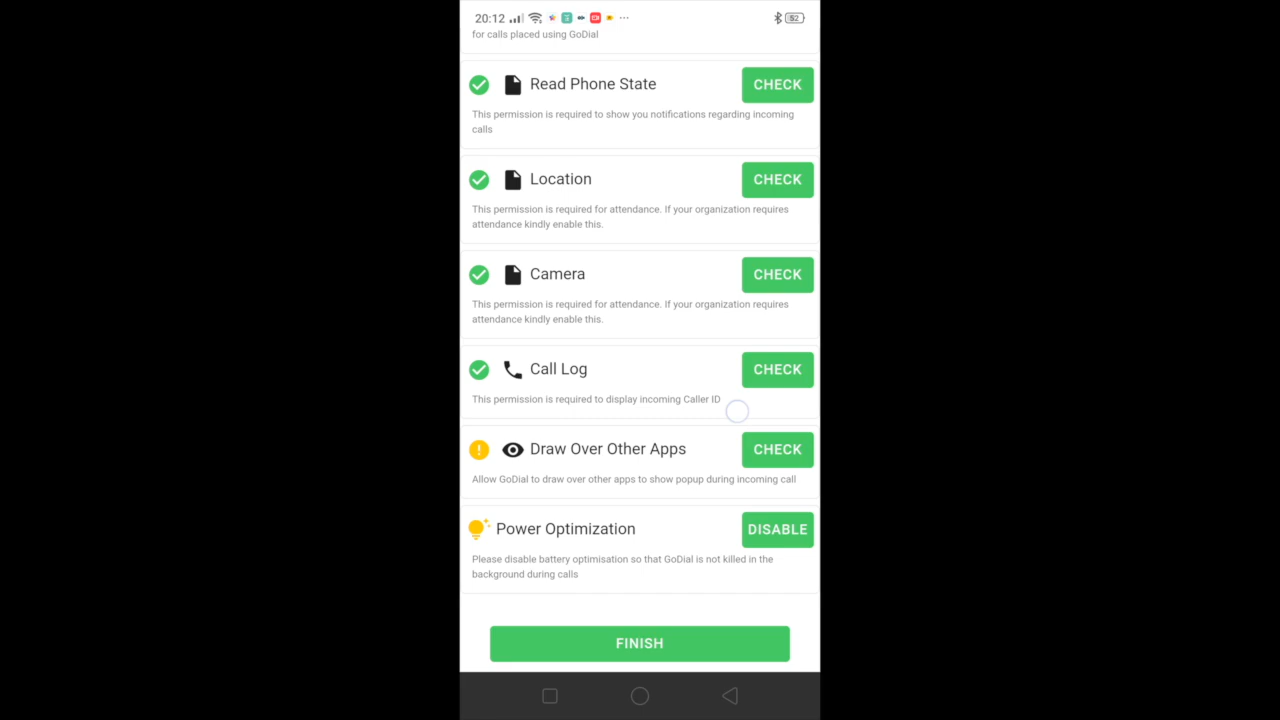 20:12
52
for calls placed using GoDial
Read Phone State
CHECK
This permission is required to show you notifications regarding incoming
calls
Location
CHECK
This permission is required for attendance. If your organization requires
attendance kindly enable this.
Camera
CHECK
This permission is required for attendance. If your organization requires
attendance kindly enable this.
Call Log
CHECK
This permission is required to display incoming Caller ID
Draw Over Other Apps
CHECK
Allow GoDial to draw over other apps to show popup during incoming call
Power Optimization
DISABLE
Please disable battery optimisation so that GoDial is not killed in the
background during calls
FINISH